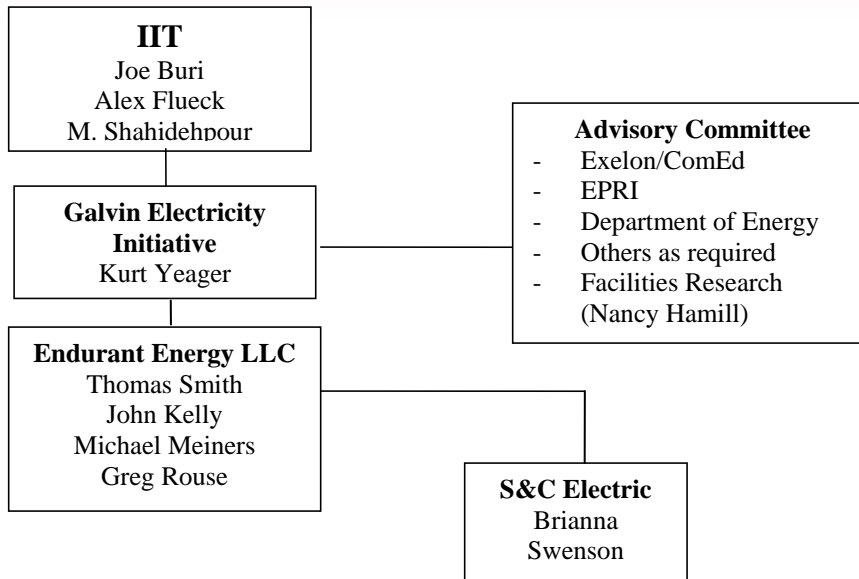 IIT
Joe Buri
Alex Flueck
M. Shahidehpour
Galvin Electricity
Initiative
Kurt Yeager
Endurant Energy LLC
Thomas Smith
John Kelly
Michael Meiners
Greg Rouse
Advisory Committee
- Exelon/ComEd
- EPRI
- Department of Energy
- Others as required
- Facilities Research
(Nancy Hamill)
S&C Electric
Brianna
Swenson